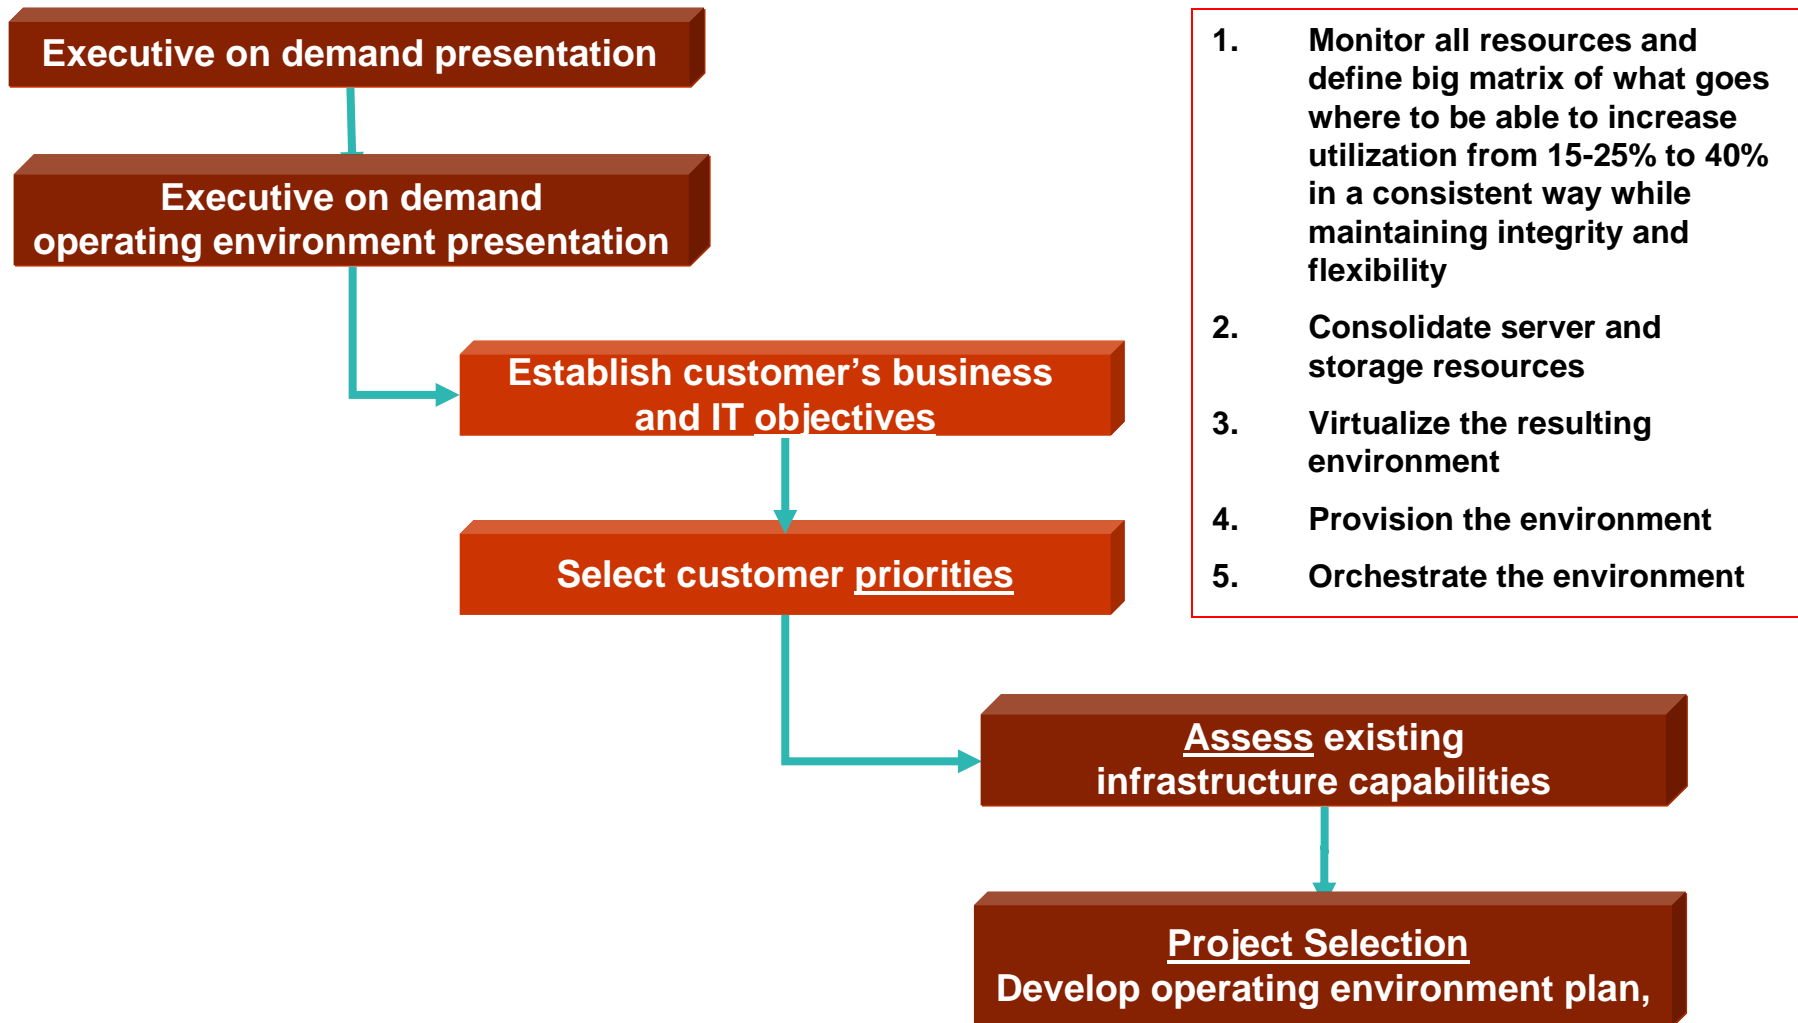 Executive on demand presentation
Executive on demand
operating environment presentation
Establish customer’s business
and IT objectives
Select customer priorities
Assess existing
infrastructure capabilities
Project Selection
Develop operating environment plan,
1. Monitor all resources and
define big matrix of what goes
where to be able to increase
utilization from 15-25% to 40%
in a consistent way while
maintaining integrity and
flexibility
2. Consolidate server and
storage resources
3. Virtualize the resulting
environment
4. Provision the environment
5. Orchestrate the environment